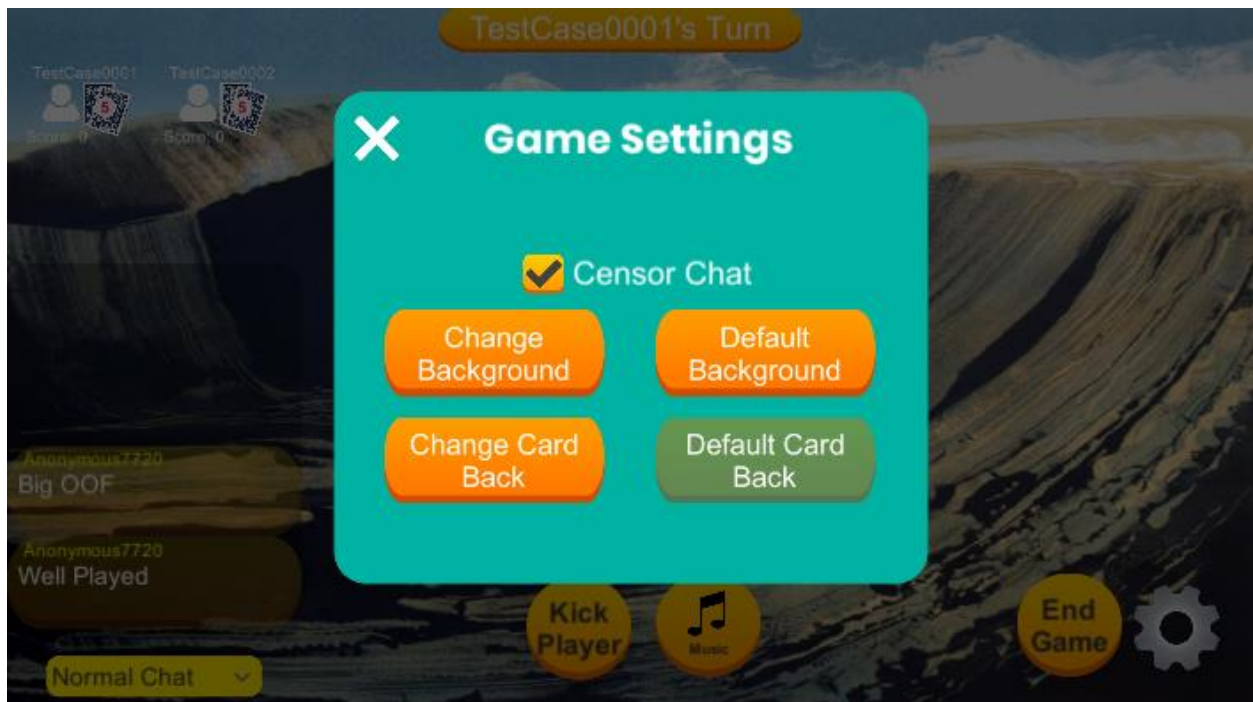 TestCase0001's Turn
TestCase0001 TestCase0002
5 5
Score: 0 Score: 0
Game Settings
Censor Chat
Change
Background
Default
Background
Change Card
Back
Default Card
Back
Anonymous7720
Big OOF
Anonymous7720
Well Played
Normal Chat
Kick
Player
Music
End
Game